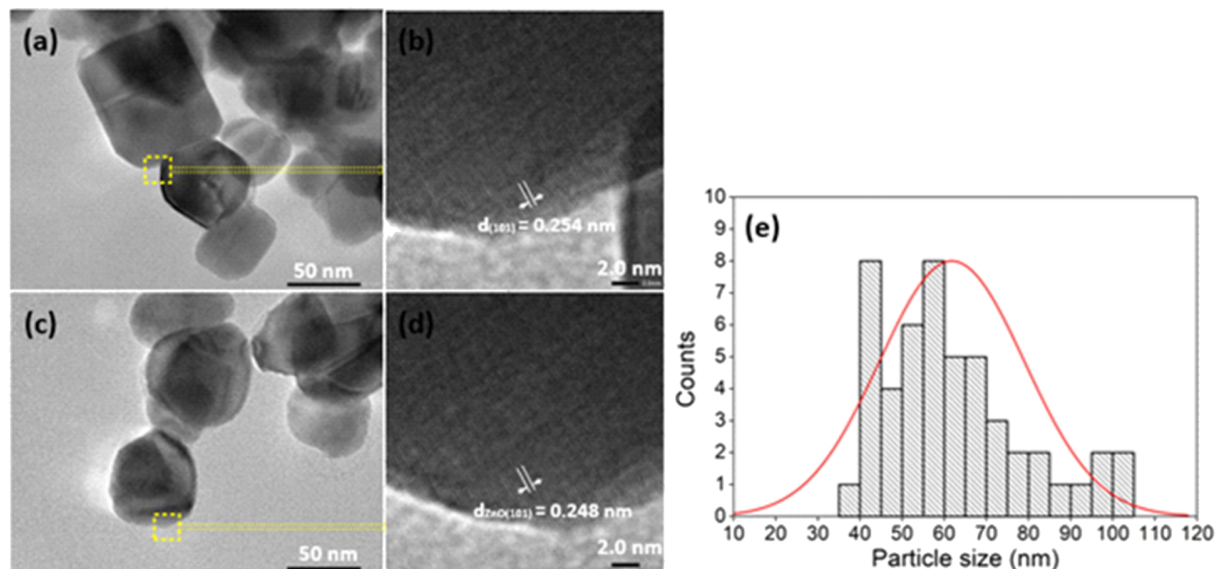 (a)
50 nm
(b)
d(101) = 0.254 nm
2.0 nm
(c)
50 nm
(d)
dZnO(101) = 0.248 nm
2.0 nm
(e)
Counts
10
9
8
7
6
5
4
3
2
1
0
10 20 30 40 50 60 70 80 90 100 110 120
Particle size (nm)